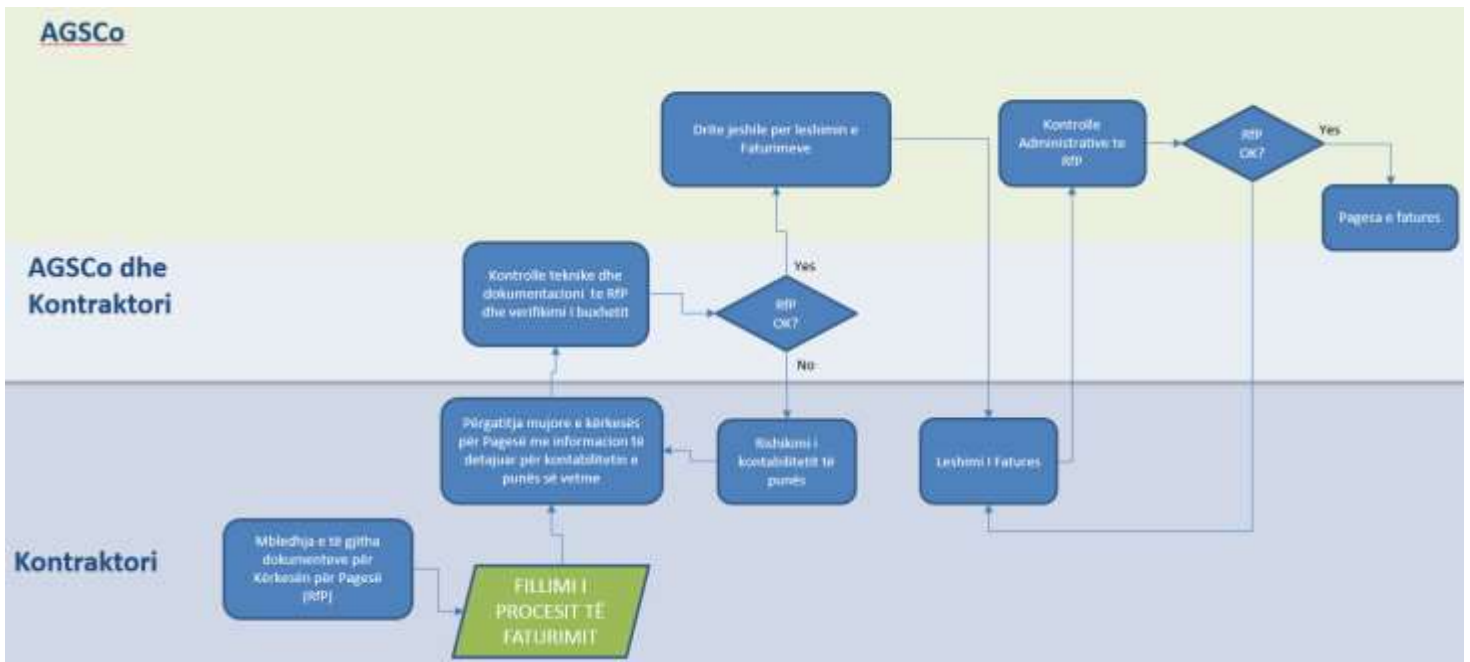 AGSCo
Drite jeshile per leshimin e
Faturimeve
Kontrolle
Administrative te
RfP
RfP
OK?
Yes
Pagesa e fatures
AGSCo dhe
Kontraktori
Kontrolle teknike dhe
dokumentacioni te RfP
dhe verifikimi i buxhetit
Yes
RfP
OK?
No
Përgatitja mujore e kërkesës
për Pagesë me informacion të
detajuar për kontabilitetin e
punës së vetme
Rishikimi i
kontabilitetit të
punës
Leshimi I Fatures
Kontraktori
Mbledhja e të gjitha
dokumenteve për
Kërkesën për Pagesë
(RfP)
FILLIMI I
PROCESIT TË
FATURIMIT